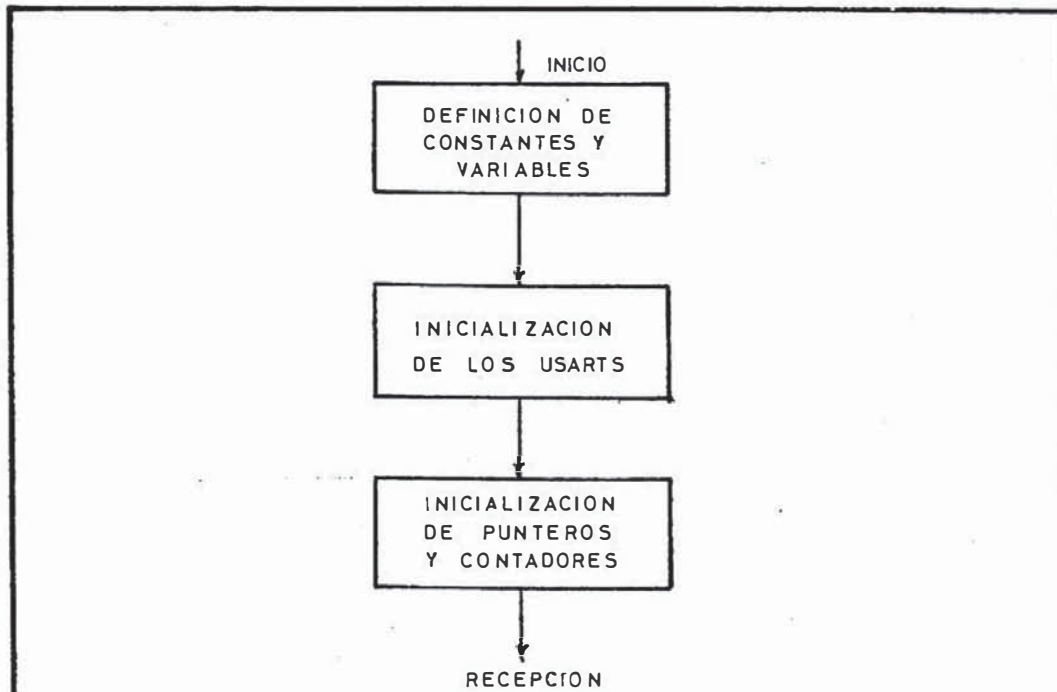 INICIO
DEFINICION DE
CONSTANTES Y
VARIABLES
INICIALIZACION
DE LOS USARTS
INICIALIZACION
DE PUNTEROS
Y CONTADORES
RECEPCION